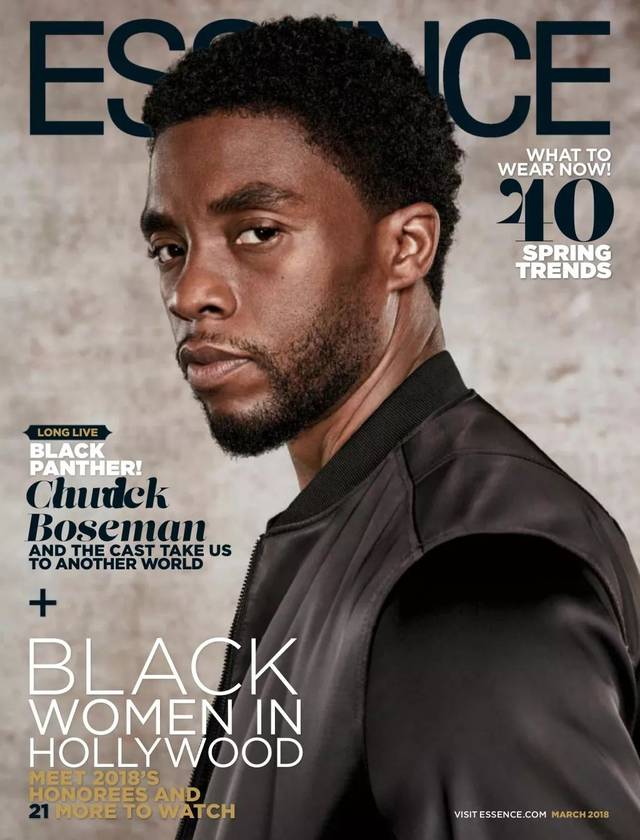 ESSENCE
WHAT TO
WEAR NOW!
40
SPRING
TRENDS
LONG LIVE
BLACK
PANTHER!
Boseman
AND THE CAST TAKE US
TO ANOTHER WORLD
+
BLACK
WOMEN IN
HOLLYWOOD
MEET 2018'S
HONOREES AND
21 MORE TO WATCH
VISIT ESSENCE.COM MARCH 2018